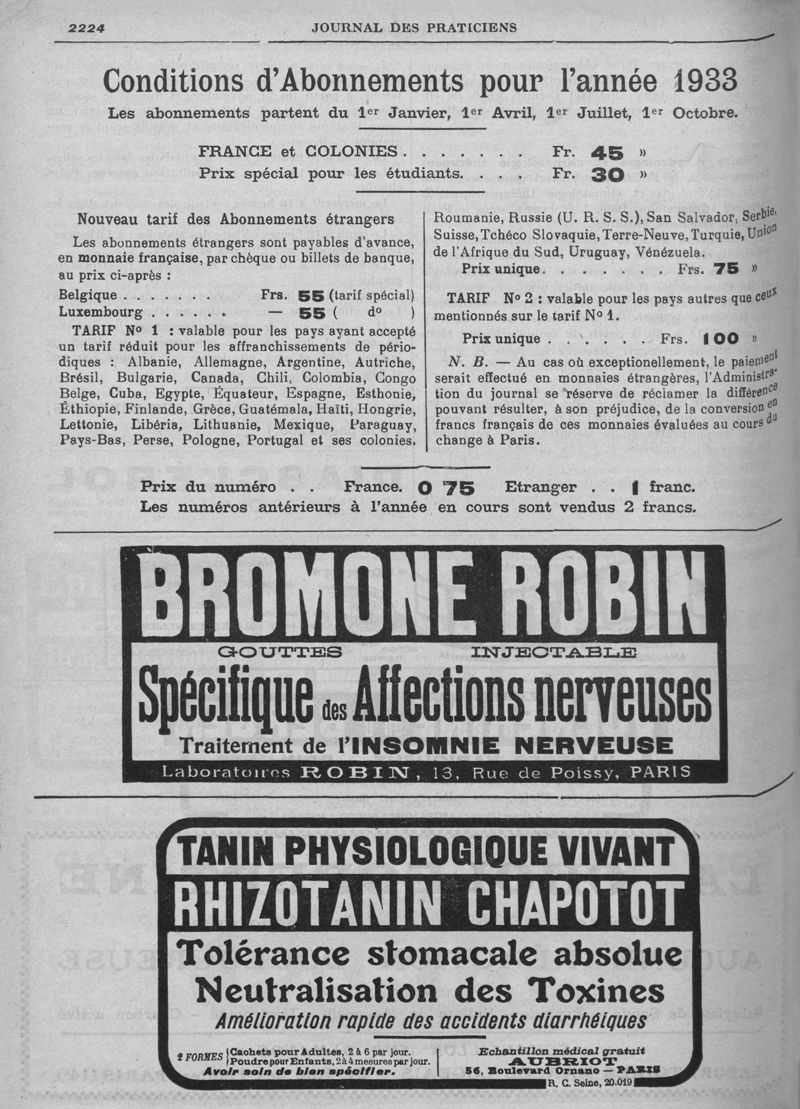 2224
JOURNAL DES PRATICIENS
Conditions d'Abonnements pour l'année 1933
Les abonnements partent du 1er Janvier, 1er Avril, 1er Juillet, 1er Octobre.
FRANCE et COLONIES . . . . . . . Fr. 45 »
Prix spécial pour les étudiants. . . . Fr. 30 »
Nouveau tarif des Abonnements étrangers
Les abonnements étrangers sont payables d'avance,
en monnaie française, par chèque ou billets de banque,
au prix ci-après :
Belgique . . . . . . . Frs. 55 (tarif spécial)
Luxembourg . . . . . . — 55 ( do )
TARIF No 1 : valable pour les pays ayant accepté
un tarif réduit pour les affranchissements de pério-
diques : Albanie, Allemagne, Argentine, Autriche,
Brésil, Bulgarie, Canada, Chili, Colombia, Congo
Belge, Cuba, Egypte, Équateur, Espagne, Esthonie,
Éthiopie, Finlande, Grèce, Guatémala, Haïti, Hongrie,
Lettonie, Libéria, Lithuanie, Mexique, Paraguay,
Pays-Bas, Perse, Pologne, Portugal et ses colonies,
Roumanie, Russie (U. R. S. S.), San Salvador, Serbie,
Suisse, Tchéco Slovaquie, Terre-Neuve, Turquie, Union
de l'Afrique du Sud, Uruguay, Vénézuela.
Prix unique. . . . . . . . Frs. 75 »
TARIF No 2 : valable pour les pays autres que ceux
mentionnés sur le tarif No 1.
Prix unique . . . . . . Frs. 100 »
N. B. — Au cas où exceptionellement, le paiement
serait effectué en monnaies étrangères, l'Administra-
tion du journal se réserve de réclamer la différence
pouvant résulter, à son préjudice, de la conversion en
francs français de ces monnaies évaluées au cours du
change à Paris.
Prix du numéro . . France. 0 75 Etranger . . 1 franc.
Les numéros antérieurs à l'année en cours sont vendus 2 francs.
BROMONE ROBIN
GOUTTES INJECTABLE
Spécifique des Affections nerveuses
Traitement de l'INSOMNIE NERVEUSE
Laboratoires ROBIN, 13, Rue de Poissy, PARIS
TANIN PHYSIOLOGIQUE VIVANT
RHIZOTANIN CHAPOTOT
Tolérance stomacale absolue
Neutralisation des Toxines
Amélioration rapide des accidents diarrhéiques
2 FORMES { Cachets pour Adultes, 2 à 6 par jour.
Poudre pour Enfants, 2 à 4 mesures par jour.
Avoir soin de bien spécifier.
Echantillon médical gratuit
AUBRIOT
56, Boulevard Ornano — PARIS
R. C. Seine, 20.019